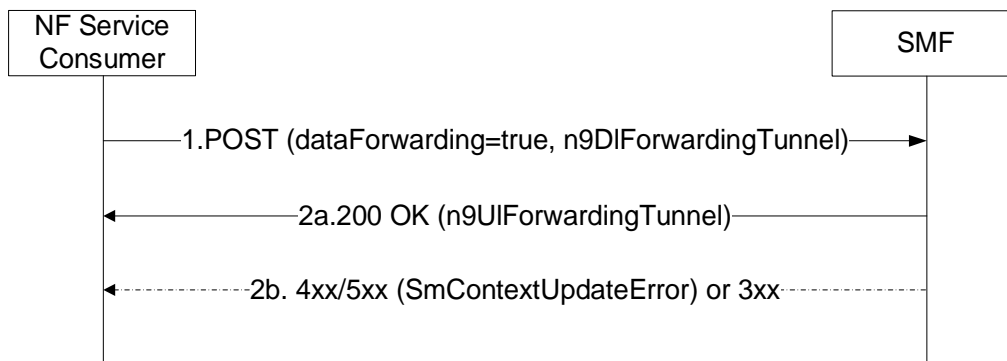 NF Service
Consumer
SMF
1.POST (dataForwarding=true, n9DlForwardingTunnel)
2a.200 OK (n9UlForwardingTunnel)
2b. 4xx/5xx (SmContextUpdateError) or 3xx